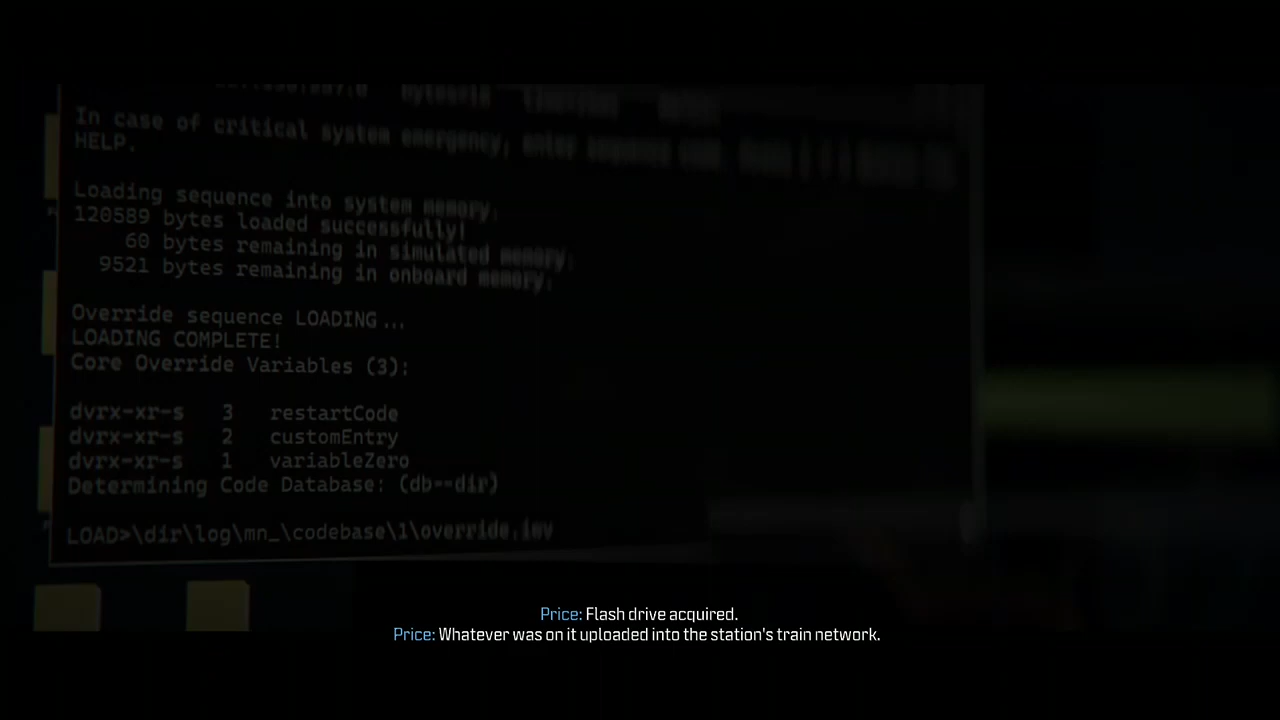 In case of critical system emergency, enter sequence
HELP.
Loading sequence into system memory.
120589 bytes loaded successfully!
60 bytes remaining in simulated memory.
9521 bytes remaining in onboard memory.
Override sequence LOADING...
LOADING COMPLETE!
Core Override Variables (3):
dvrx-xr-s 3 restartCode
dvrx-xr-s 2 customEntry
dvrx-xr-s 1 variableZero
Determining Code Database: (db--dir)
LOAD>\dir\log\mn_\codebase\1\override.imv
Price: Flash drive acquired.
Price: Whatever was on it uploaded into the station's train network.